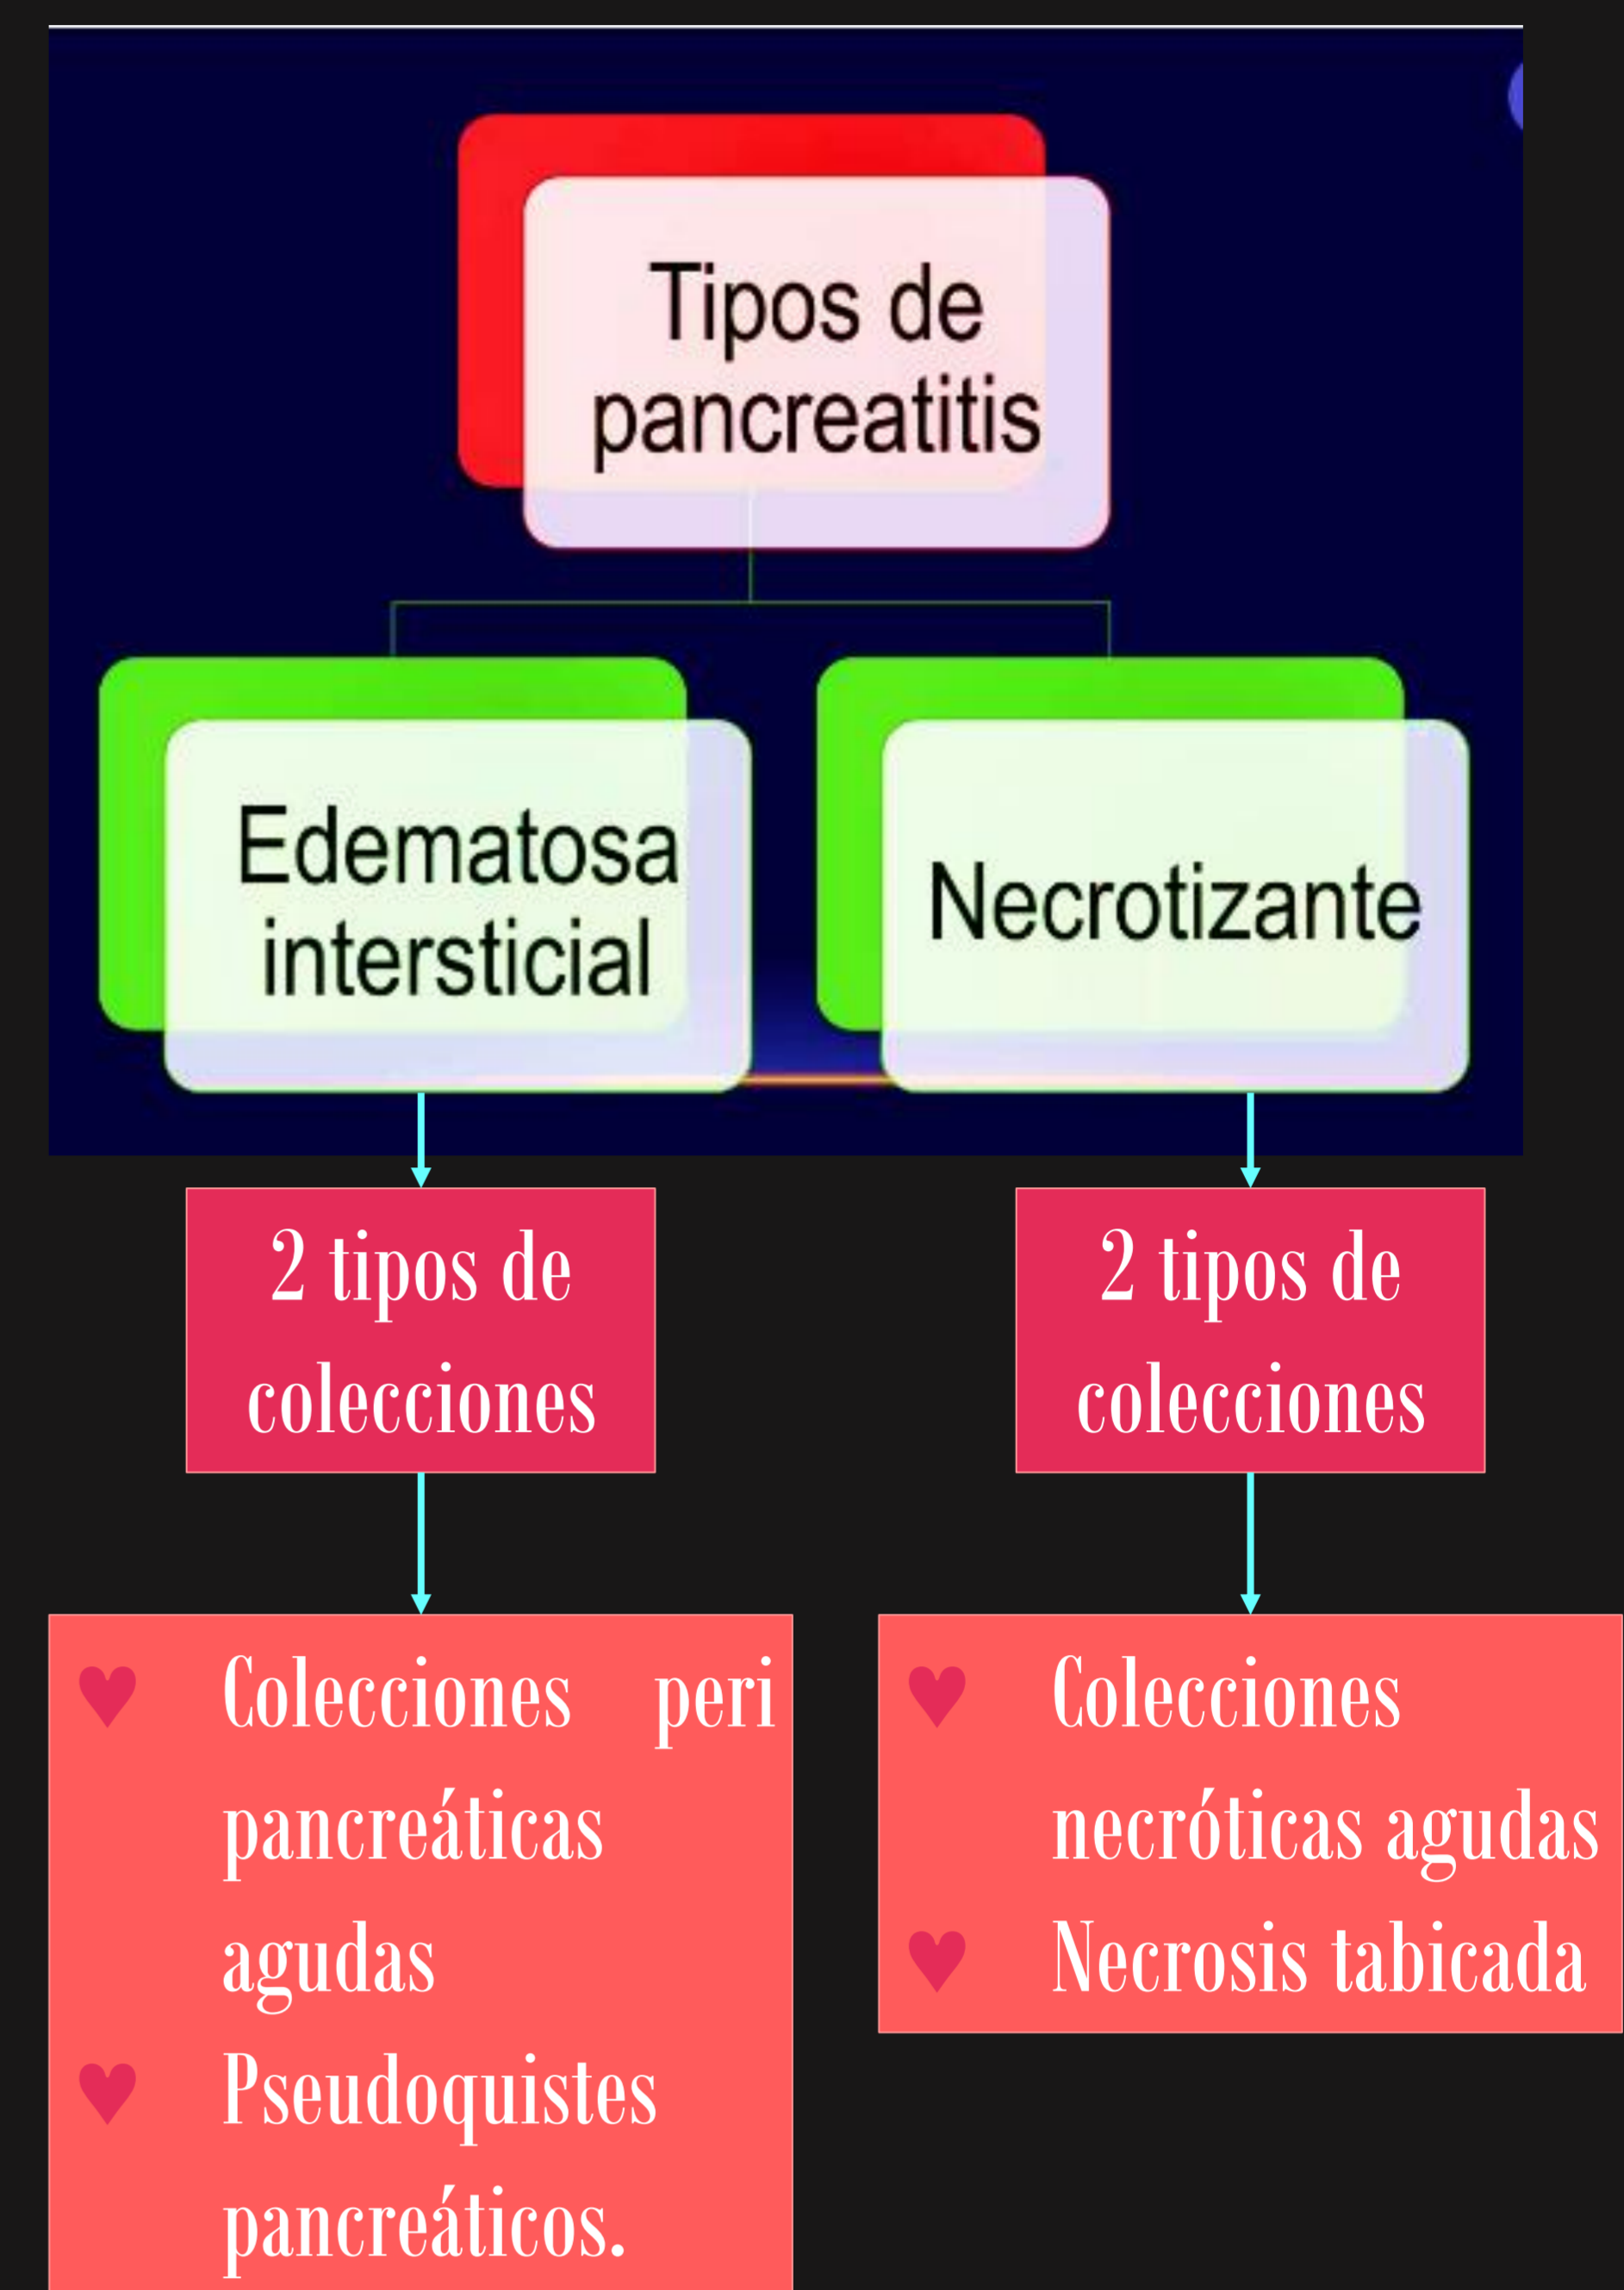 Tipos de
pancreatitis
Edematosa
intersticial
Necrotizante
2 tipos de
colecciones
2 tipos de
colecciones
Colecciones peri
pancreáticas
agudas
Pseudoquistes
pancreáticos.
Colecciones
necróticas agudas
Necrosis tabicada